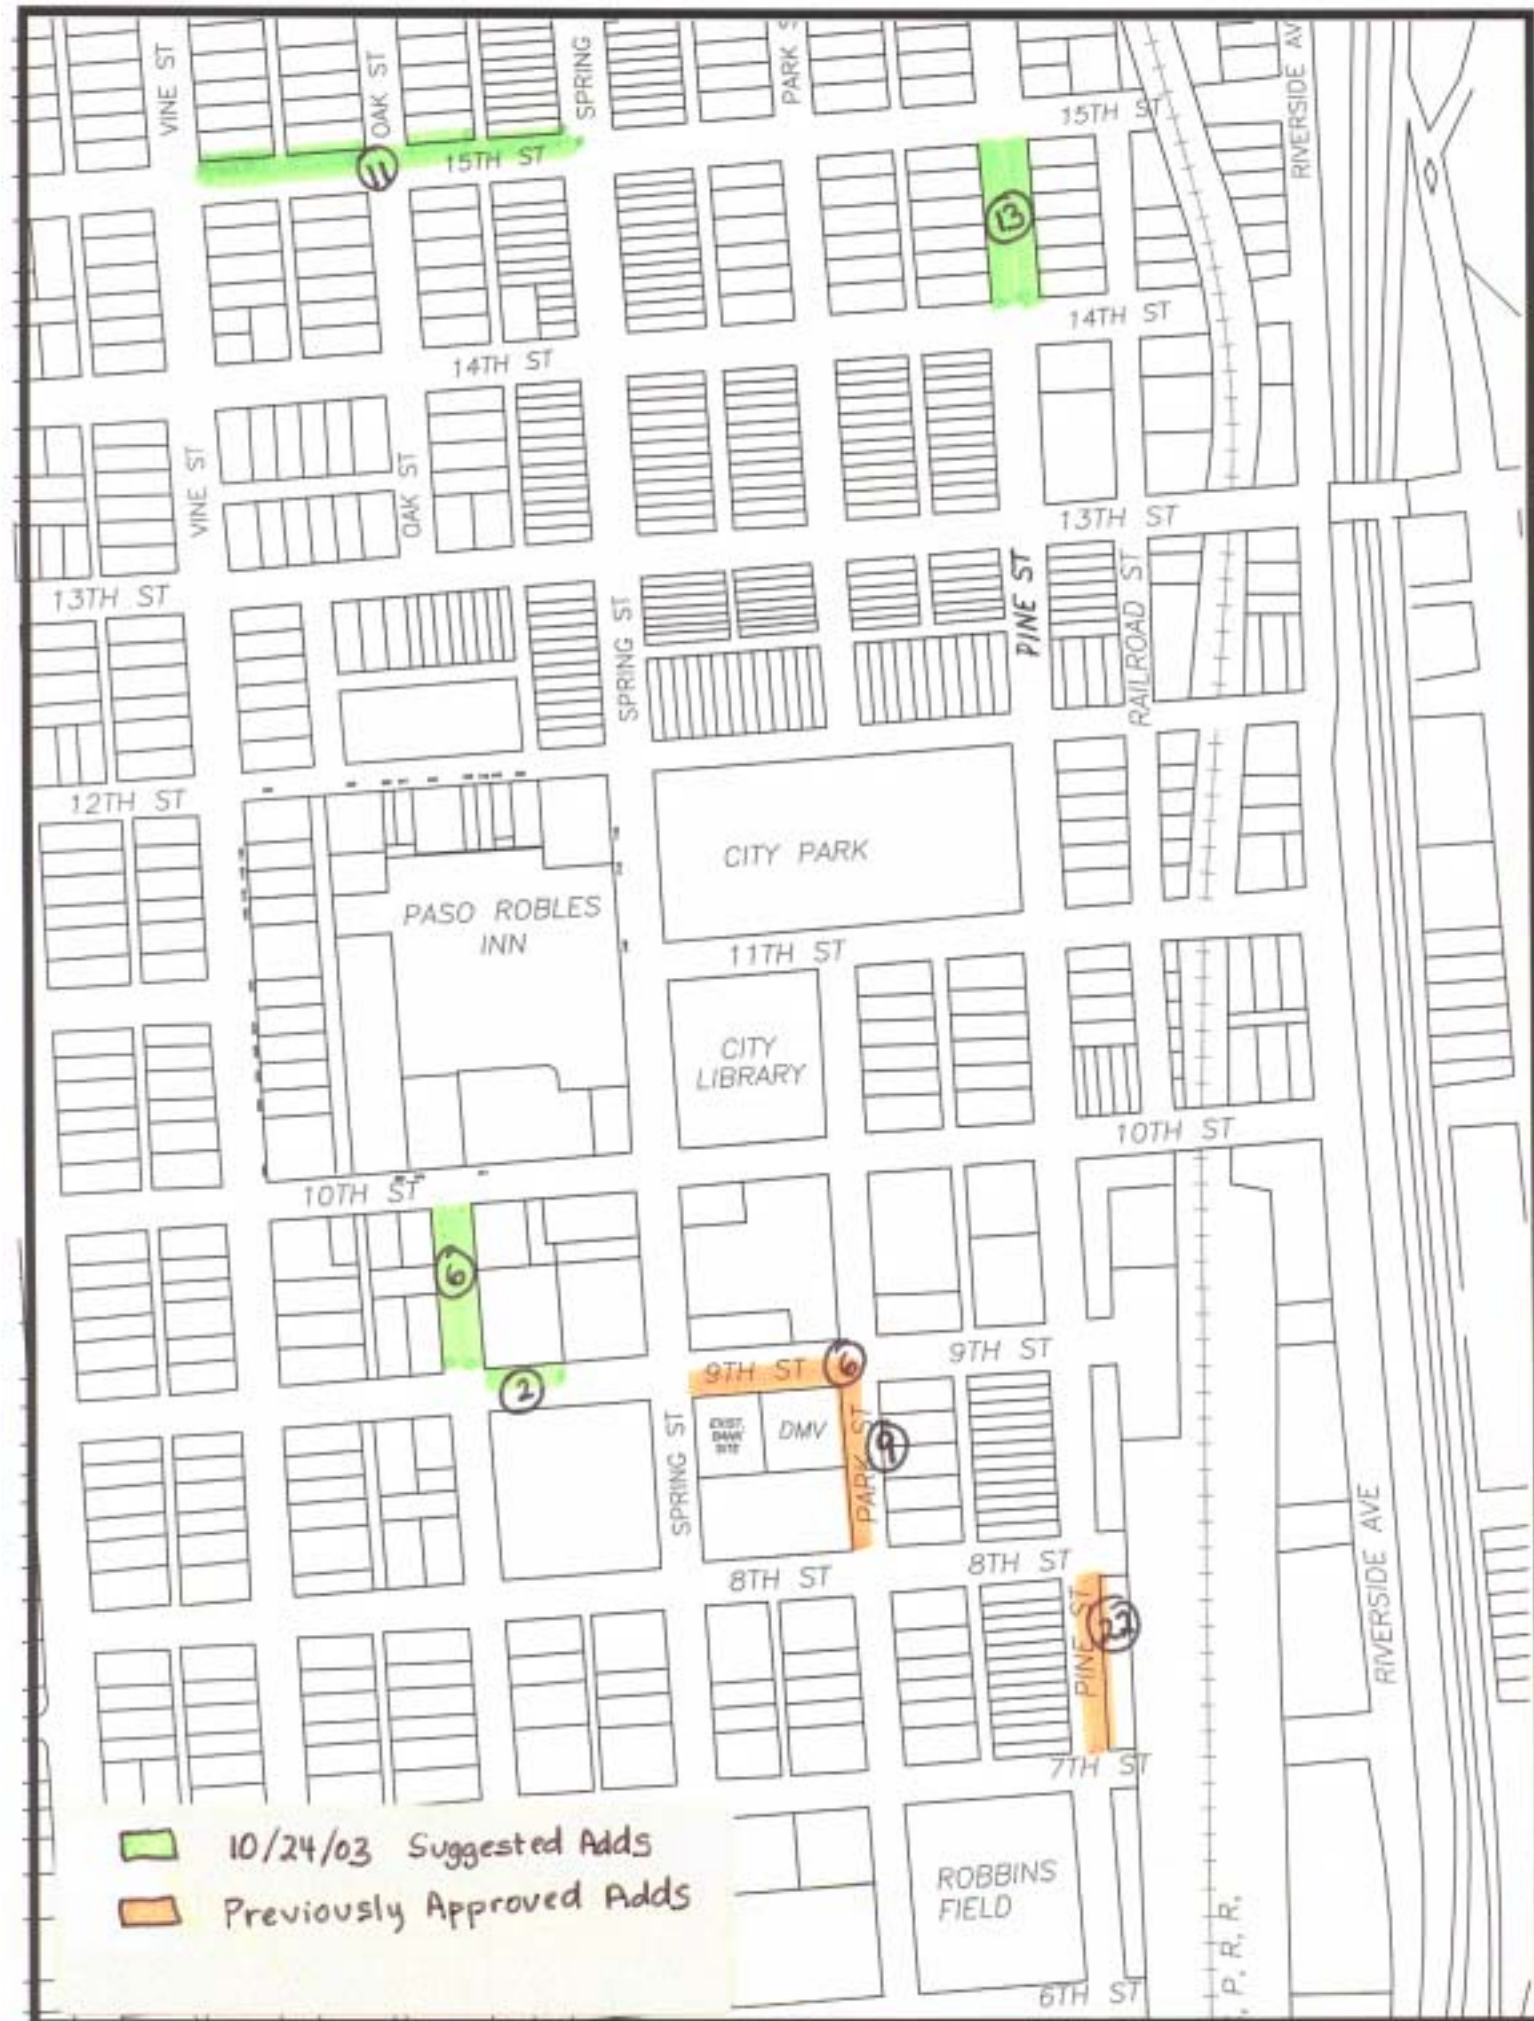 VINE ST
OAK ST
SPRING
PARK S
15TH ST
RIVERSIDE AV
11
15TH ST
13
14TH ST
14TH ST
VINE ST
OAK ST
13TH ST
13TH ST
SPRING ST
PINE ST
RAILROAD ST
12TH ST
CITY PARK
PASO ROBLES
INN
11TH ST
CITY
LIBRARY
10TH ST
10TH ST
6
9TH ST
6
9TH ST
2
SPRING ST
EXIST.
BANK
SITE
DMV
PARK ST
9
RIVERSIDE AVE
8TH ST
8TH ST
PINE ST
22
7TH ST
10/24/03 Suggested Adds
Previously Approved Adds
ROBBINS
FIELD
. P. R. R.
6TH ST